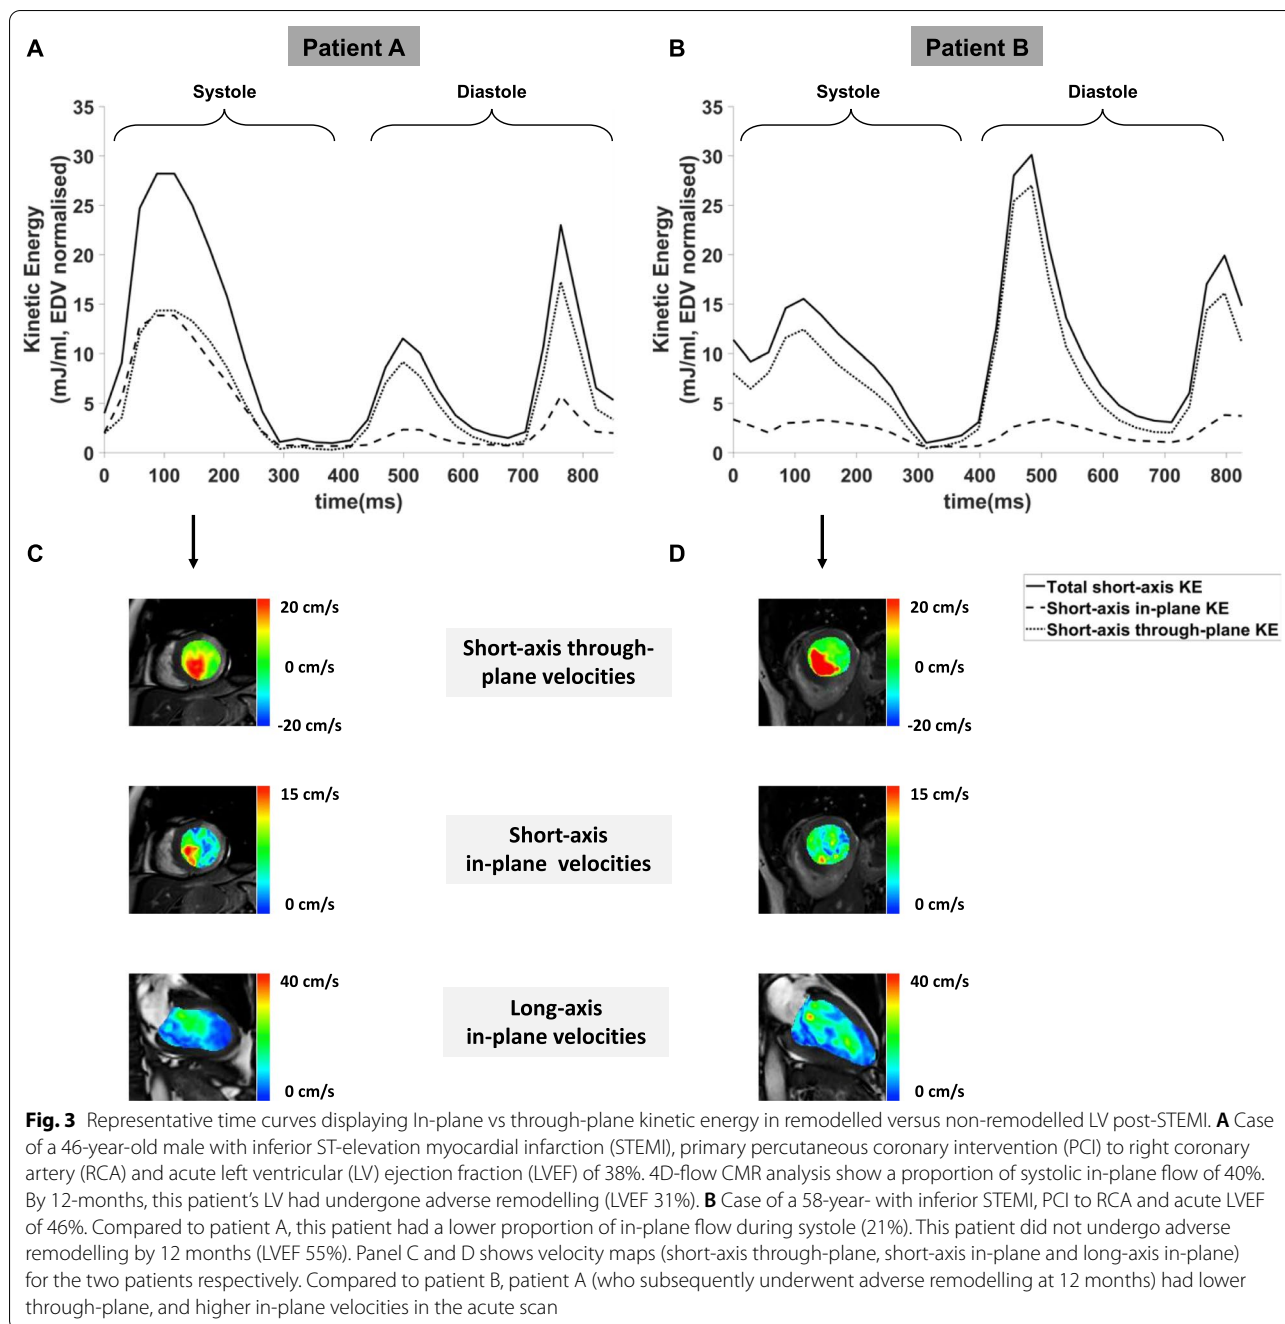 A
Patient A
Systole
Diastole
35
30
25
20
15
10
5
0
Kinetic Energy
(mJ/ml, EDV normalised)
0 100 200 300 400 500 600 700 800
time(ms)
B
Patient B
Systole
Diastole
35
30
25
20
15
10
5
0
Kinetic Energy
(mJ/ml, EDV normalised)
0 100 200 300 400 500 600 700 800
time(ms)
C
D
Total short-axis KE
Short-axis in-plane KE
Short-axis through-plane KE
20 cm/s
0 cm/s
-20 cm/s
Short-axis through-
plane velocities
20 cm/s
0 cm/s
-20 cm/s
15 cm/s
0 cm/s
Short-axis
in-plane velocities
15 cm/s
0 cm/s
40 cm/s
0 cm/s
Long-axis
in-plane velocities
40 cm/s
0 cm/s
Fig. 3 Representative time curves displaying In-plane vs through-plane kinetic energy in remodelled versus non-remodelled LV post-STEMI. A Case
of a 46-year-old male with inferior ST-elevation myocardial infarction (STEMI), primary percutaneous coronary intervention (PCI) to right coronary
artery (RCA) and acute left ventricular (LV) ejection fraction (LVEF) of 38%. 4D-flow CMR analysis show a proportion of systolic in-plane flow of 40%.
By 12-months, this patient's LV had undergone adverse remodelling (LVEF 31%). B Case of a 58-year- with inferior STEMI, PCI to RCA and acute LVEF
of 46%. Compared to patient A, this patient had a lower proportion of in-plane flow during systole (21%). This patient did not undergo adverse
remodelling by 12 months (LVEF 55%). Panel C and D shows velocity maps (short-axis through-plane, short-axis in-plane and long-axis in-plane)
for the two patients respectively. Compared to patient B, patient A (who subsequently underwent adverse remodelling at 12 months) had lower
through-plane, and higher in-plane velocities in the acute scan